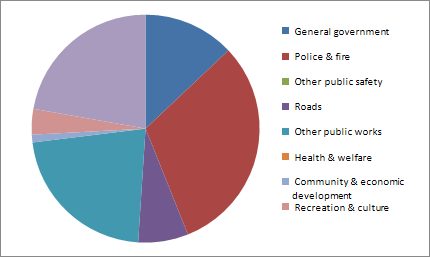 General government
Police & fire
Other public safety
Roads
Other public works
Health & welfare
Community & economic
development
Recreation & culture